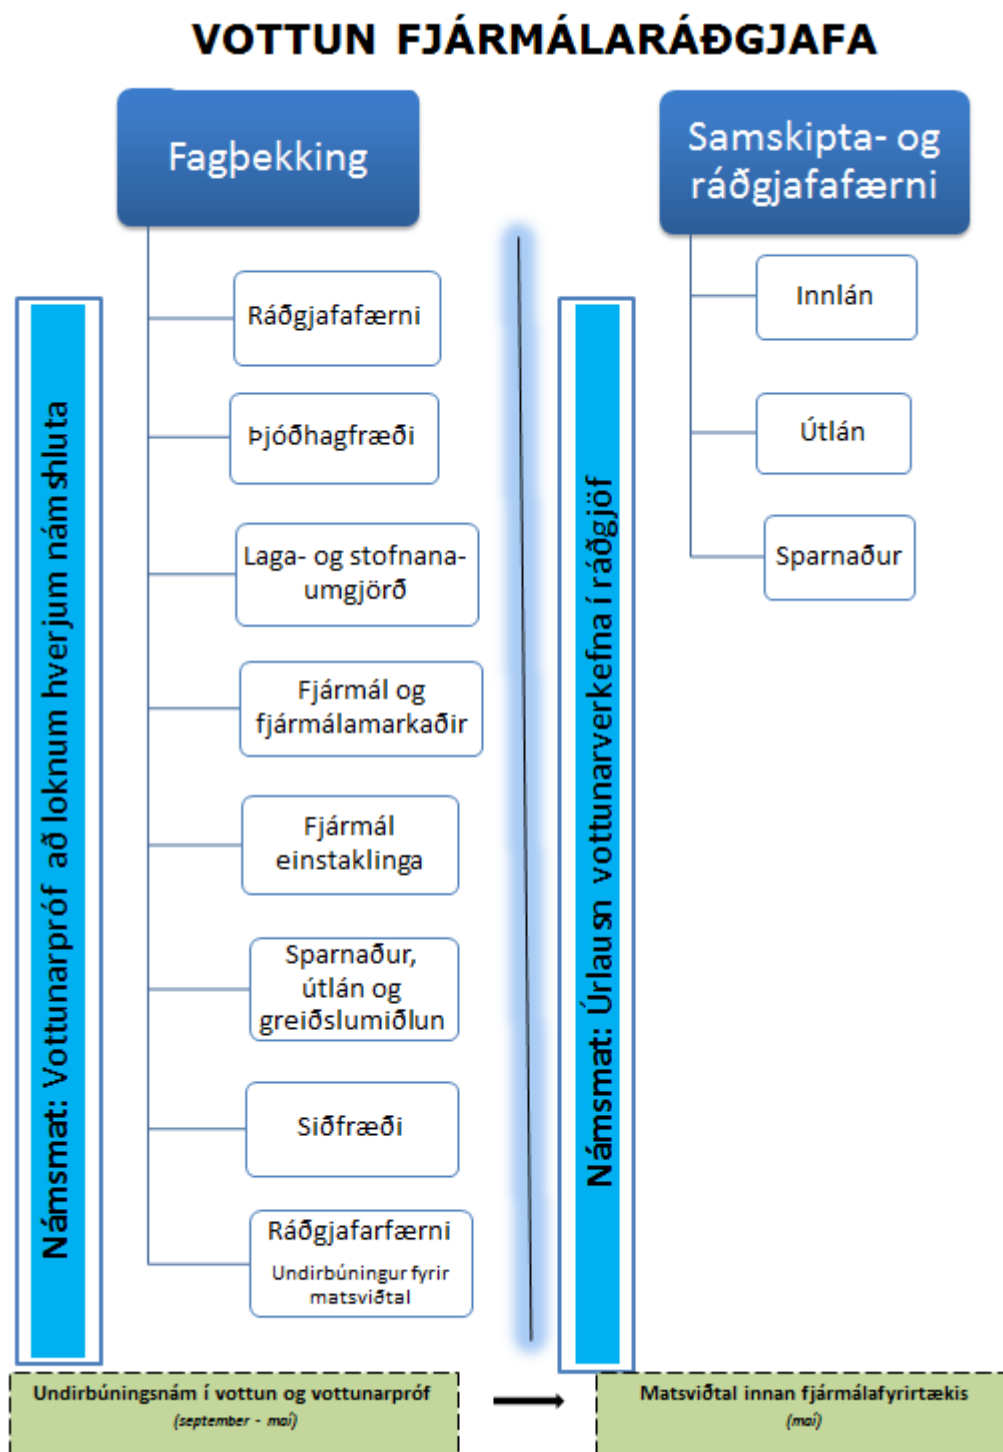 VOTTUN FJÁRMÁLARÁÐGJAFA
Fagþekking
Ráðgjafafærni
Þjóðhagfræði
Laga- og stofnana-
umgjörð
Fjármál og
fjármálamarkaðir
Fjármál
einstaklinga
Sparnaður,
útlán og
greiðslumiðlun
Siðfræði
Ráðgjafarfærni
Undirbúningur fyrir
matsviðtal
Námsmat: Vottunarpróf að loknum hverjum námshluta
Samskipta- og
ráðgjafafærni
Innlán
Útlán
Sparnaður
Námsmat: Úrlausn vottunarverkefna í ráðgjöf
Undirbúningsnám í vottun og vottunarpróf
(september - maí)
Matsviðtal innan fjármálafyrirtækis
(maí)